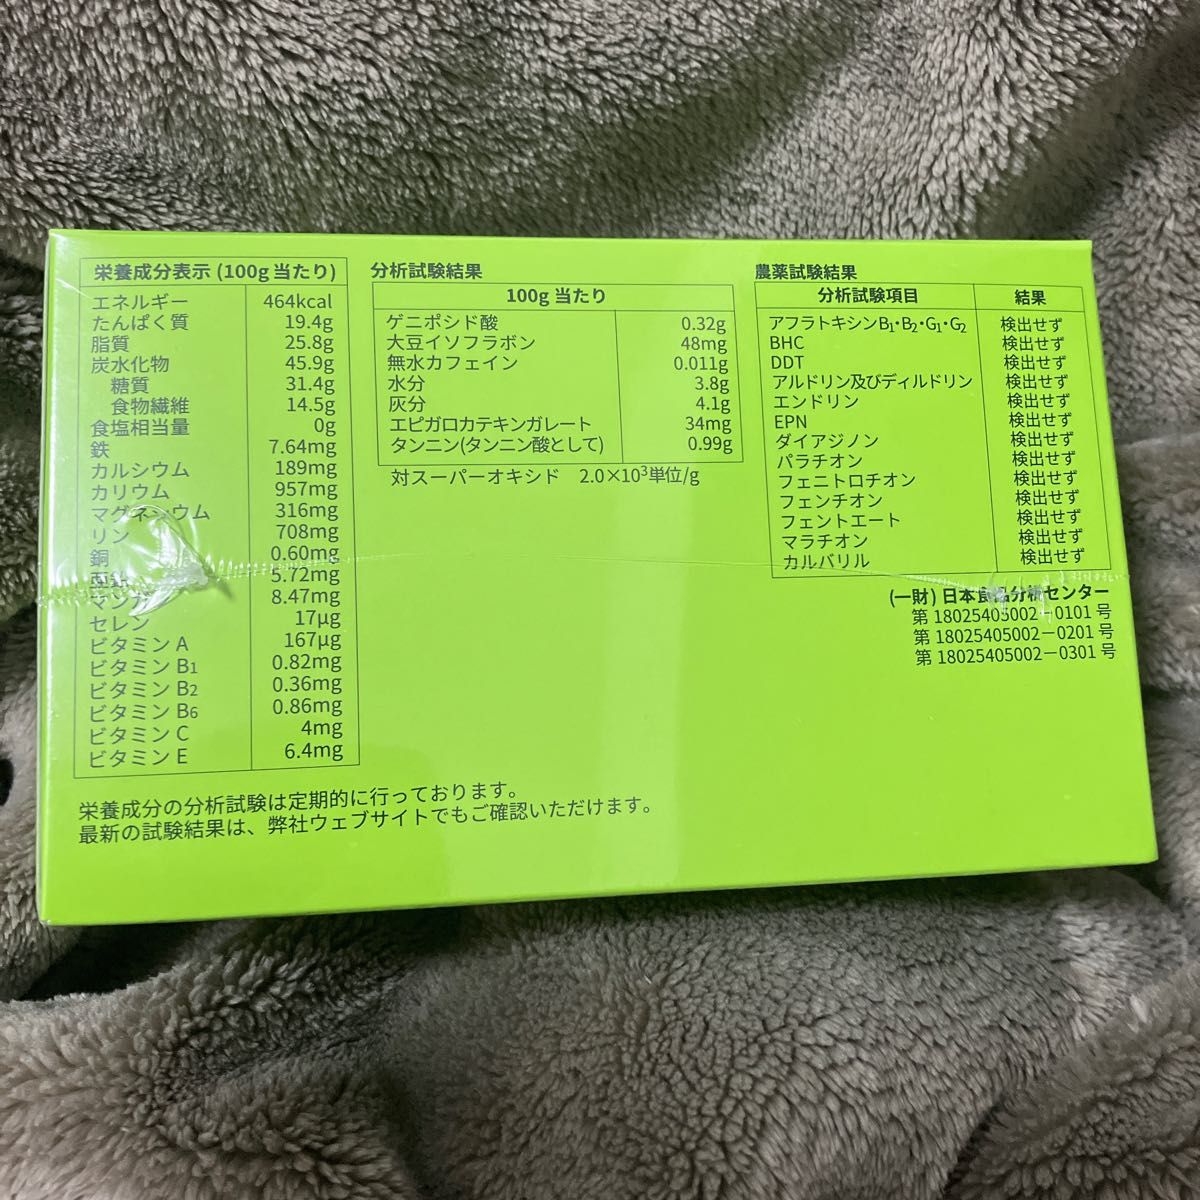 栄養成分表示 (100g当たり)
エネルギー 464kcal
たんぱく質 19.4g
脂質 25.8g
炭水化物 45.9g
糖質 31.4g
食物繊維 14.5g
食塩相当量 0g
鉄 7.64mg
カルシウム 189mg
カリウム 957mg
マグネシウム 316mg
リン 708mg
銅 0.60mg
亜鉛 5.72mg
マンガン 8.47mg
セレン 17μg
ビタミン A 167μg
ビタミン B1 0.82mg
ビタミン B2 0.36mg
ビタミン B6 0.86mg
ビタミン C 4mg
ビタミン E 6.4mg
分析試験結果
100g 当たり
ゲニポシド酸 0.32g
大豆イソフラボン 48mg
無水カフェイン 0.011g
水分 3.8g
灰分 4.1g
エピガロカテキンガレート 34mg
タンニン(タンニン酸として) 0.99g
対スーパーオキシド 2.0×10³単位/g
農薬試験結果
分析試験項目 結果
アフラトキシンB₁・B₂・G₁・G₂ 検出せず
BHC 検出せず
DDT 検出せず
アルドリン及びディルドリン 検出せず
エンドリン 検出せず
EPN 検出せず
ダイアジノン 検出せず
パラチオン 検出せず
フェニトロチオン 検出せず
フェンチオン 検出せず
フェントエート 検出せず
マラチオン 検出せず
カルバリル 検出せず
(一財) 日本食品分析センター
第 18025405002－0101 号
第 18025405002－0201 号
第 18025405002－0301 号
栄養成分の分析試験は定期的に行っております。
最新の試験結果は、弊社ウェブサイトでもご確認いただけます。